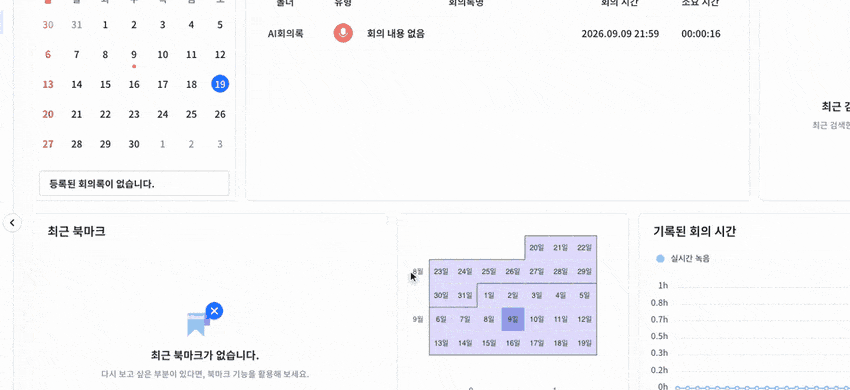 폴더 유형 회의록명 회의 시간 소요 시간
30 31 1 2 3 4 5
AI회의록 회의 내용 없음 2026.09.09 21:59 00:00:16
6 7 8 9 10 11 12
13 14 15 16 17 18 19
20 21 22 23 24 25 26
27 28 29 30 1 2 3
등록된 회의록이 없습니다.
최근
최근 검색한
최근 북마크
최근 북마크가 없습니다.
다시 보고 싶은 부분이 있다면, 북마크 기능을 활용해 보세요.
20일 21일 22일
8월 23일 24일 25일 26일 27일 28일 29일
30일 31일 1일 2일 3일 4일 5일
9월 6일 7일 8일 9일 10일 11일 12일
13일 14일 15일 16일 17일 18일 19일
기록된 회의 시간
실시간 녹음
1h
0.8h
0.7h
0.5h
0.3h
0.2h
0h